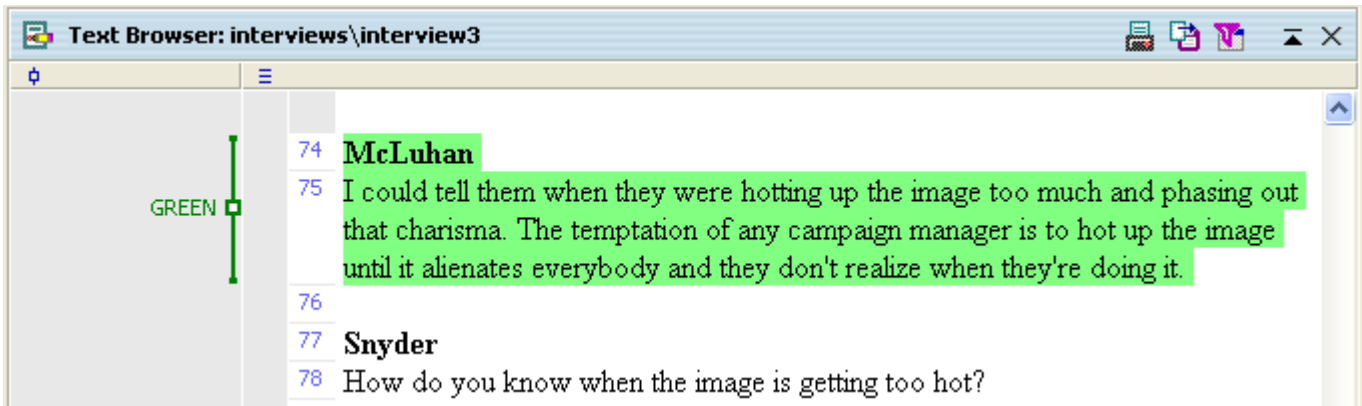 Text Browser: interviews\interview3
74 McLuhan
75 I could tell them when they were hotting up the image too much and phasing out
GREEN
that charisma. The temptation of any campaign manager is to hot up the image
until it alienates everybody and they don't realize when they're doing it.
76
77 Snyder
78 How do you know when the image is getting too hot?